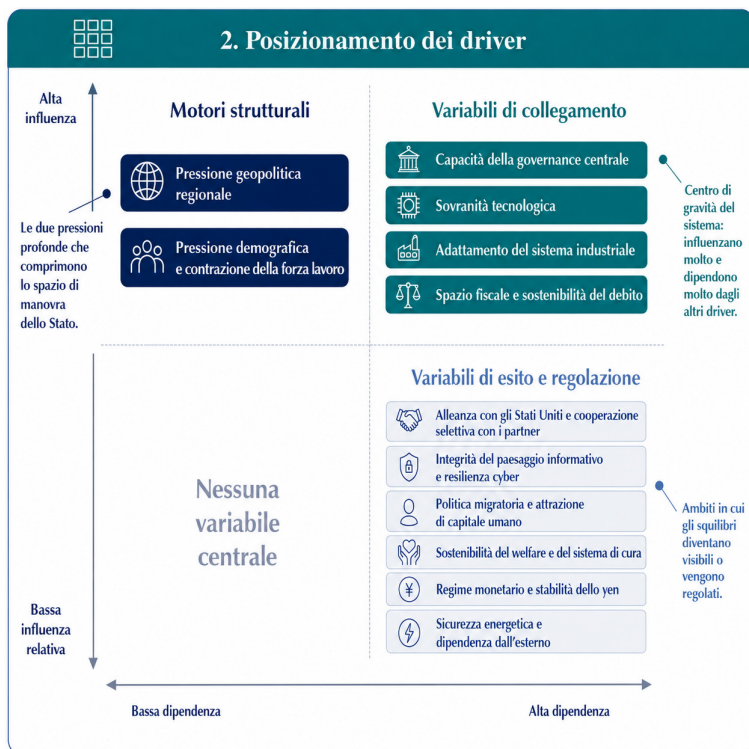 2. Posizionamento dei driver
Alta
influenza
Motori strutturali
Pressione geopolitica
regionale
Pressione demografica
e contrazione della forza lavoro
Le due pressioni
profonde che
comprimono
lo spazio di
manovra
dello Stato.
Variabili di collegamento
Capacità della governance centrale
Sovranità tecnologica
Adattamento del sistema industriale
Spazio fiscale e sostenibilità del debito
Centro di
gravità del
sistema:
influenzano
molto e
dipendono
molto dagli
altri driver.
Nessuna
variabile
centrale
Variabili di esito e regolazione
Alleanza con gli Stati Uniti e cooperazione
selettiva con i partner
Integrità del paesaggio informativo
e resilienza cyber
Politica migratoria e attrazione
di capitale umano
Sostenibilità del welfare e del sistema di cura
¥
Regime monetario e stabilità dello yen
Sicurezza energetica e
dipendenza dall'esterno
Ambiti in cui
gli squilibri
diventano
visibili o
vengono
regolati.
Bassa
influenza
relativa
Bassa dipendenza
Alta dipendenza